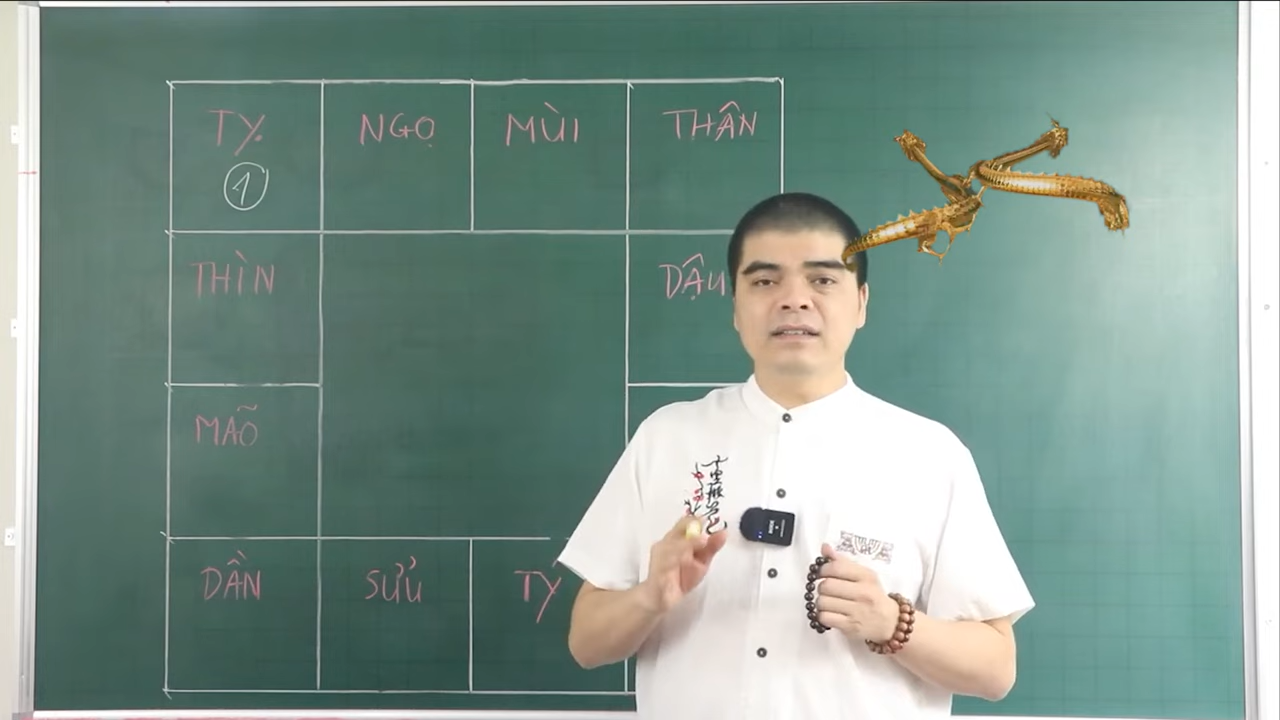 TỴ NGỌ MÙI THÂN
1
THÌN DẬU
MÃO
DẦN SỬU TÝ